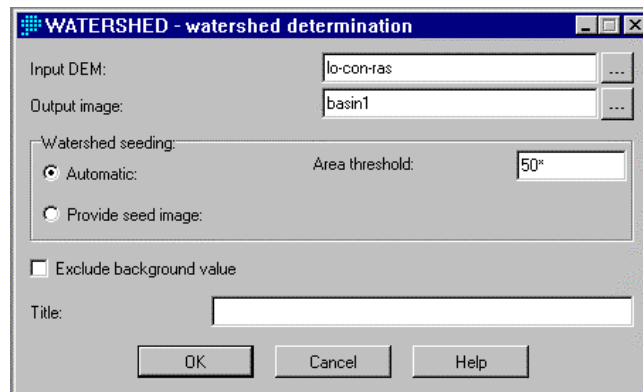 WATERSHED - watershed determination
Input DEM: lo-con-ras ...
Output image: basin1 ...
Watershed seeding:
Automatic: Area threshold: 50*
Provide seed image:
Exclude background value
Title:
OK Cancel Help